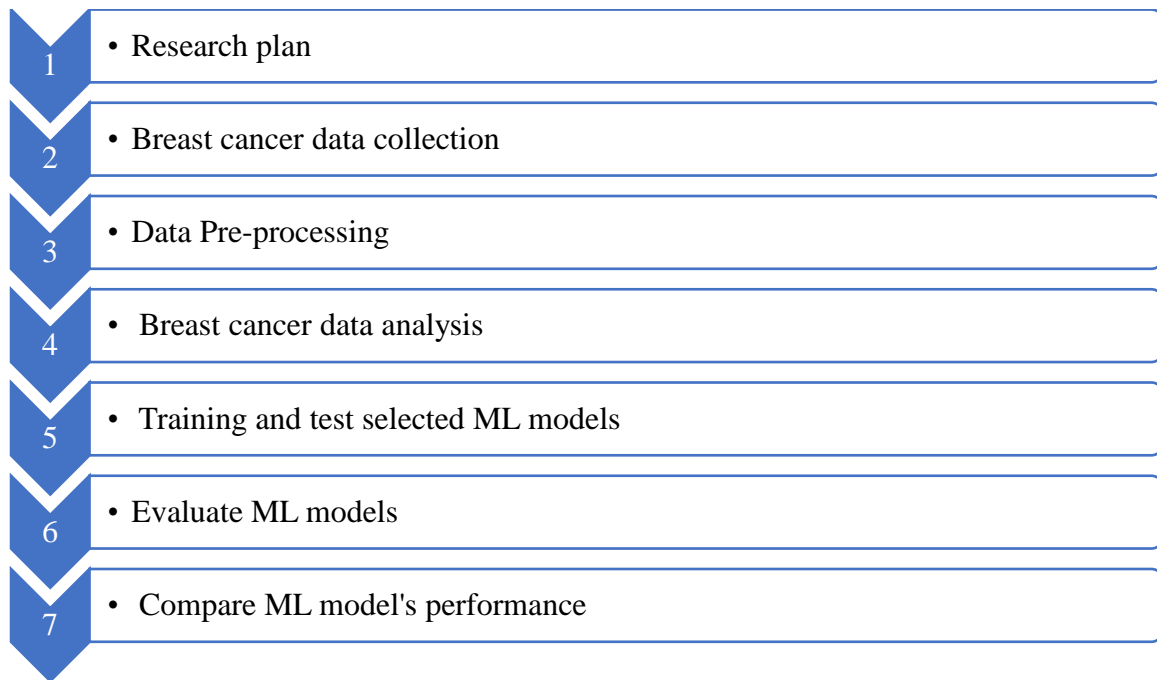 1
• Research plan
2
• Breast cancer data collection
3
• Data Pre-processing
4
• Breast cancer data analysis
5
• Training and test selected ML models
6
• Evaluate ML models
7
• Compare ML model's performance